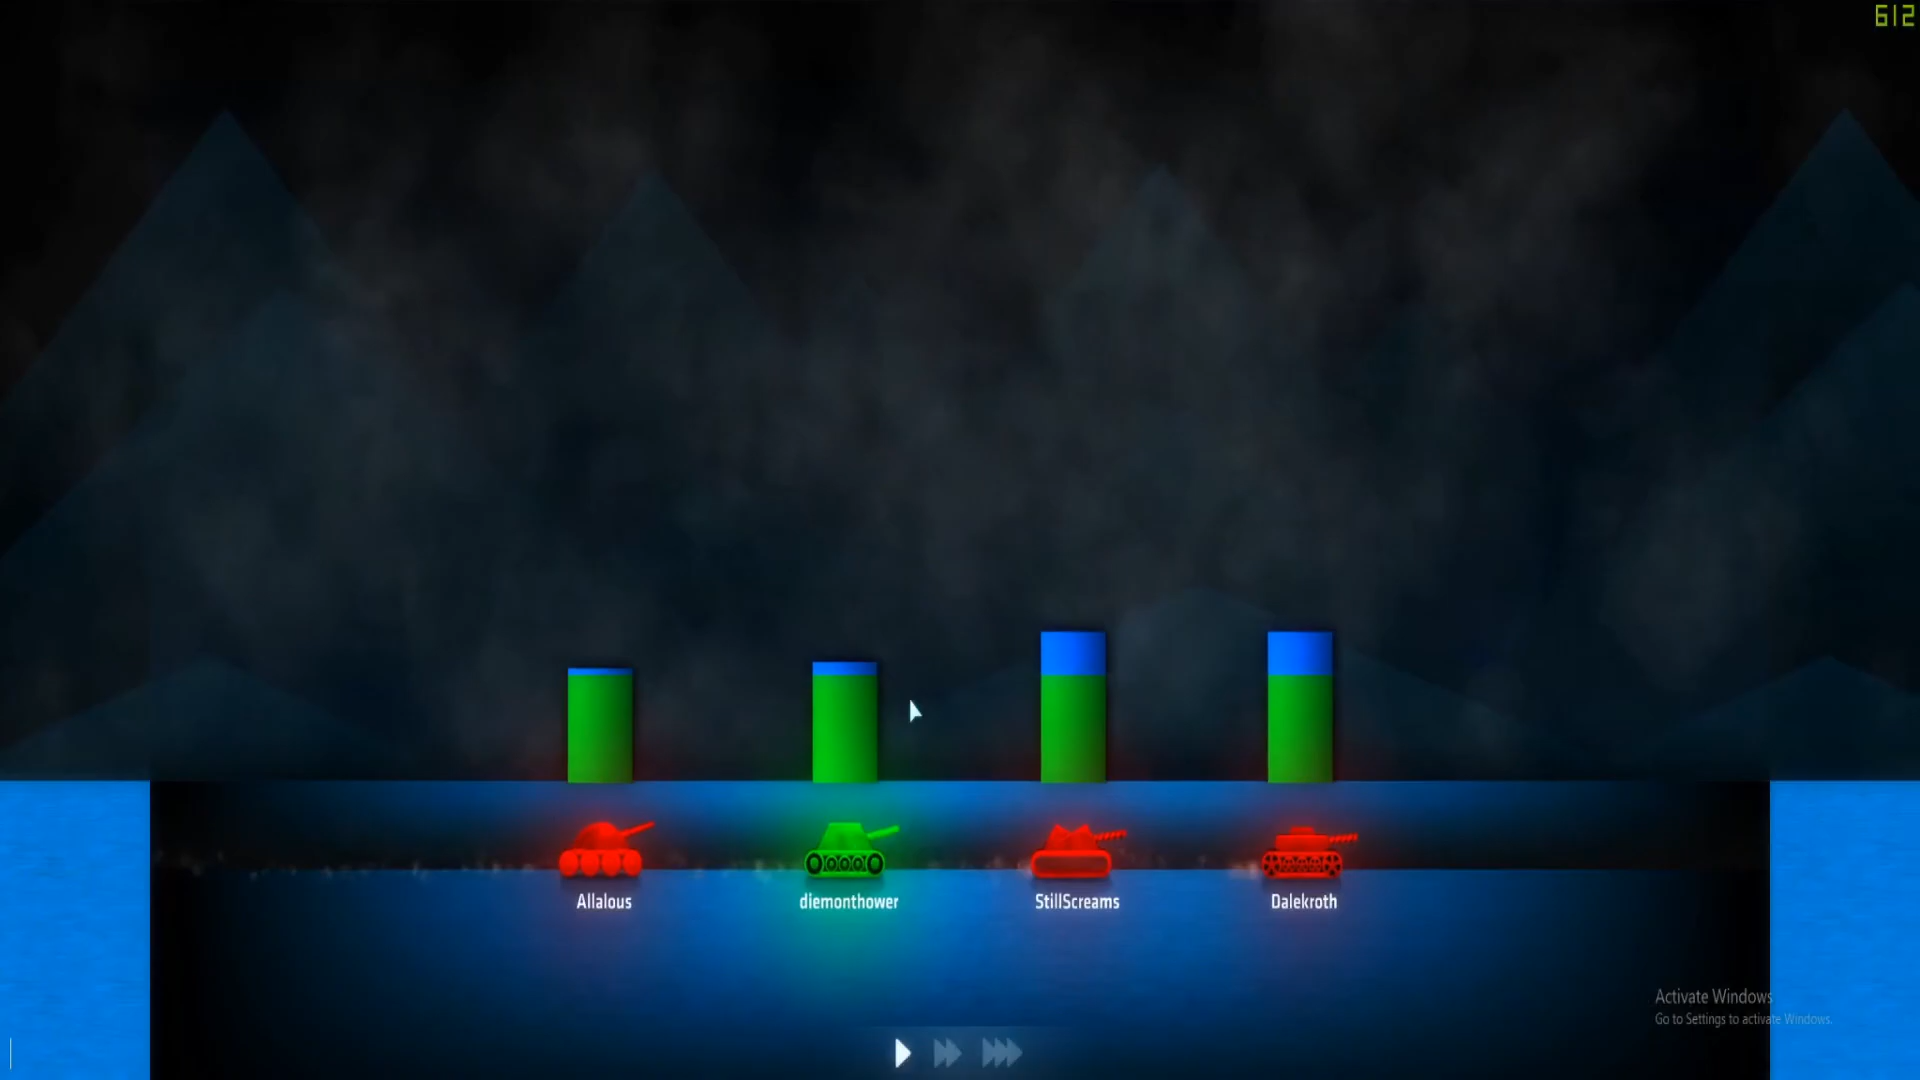 612
Allalous
diemonthower
StillScreams
Dalekroth
Activate Windows
Go to Settings to activate Windows.